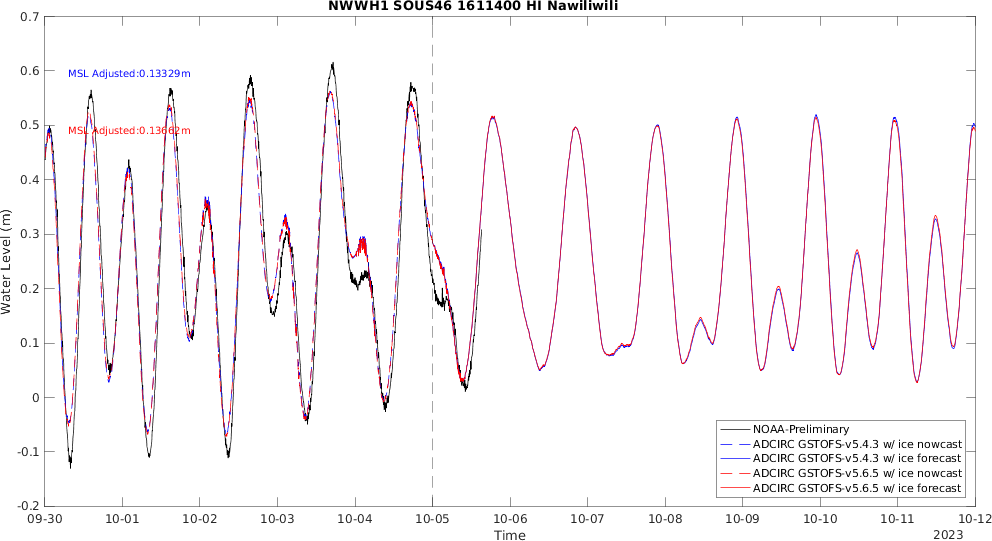 NWWH1 SOUS46 1611400 HI Nawiliwili
0.7
0.6
0.5
0.4
0.3
0.2
0.1
0
-0.1
-0.2
Water Level (m)
MSL Adjusted:0.13329m
MSL Adjusted:0.13662m
NOAA-Preliminary
ADCIRC GSTOFS-v5.4.3 w/ ice nowcast
ADCIRC GSTOFS-v5.4.3 w/ ice forecast
ADCIRC GSTOFS-v5.6.5 w/ ice nowcast
ADCIRC GSTOFS-v5.6.5 w/ ice forecast
09-30 10-01 10-02 10-03 10-04 10-05 10-06 10-07 10-08 10-09 10-10 10-11 10-12
Time
2023